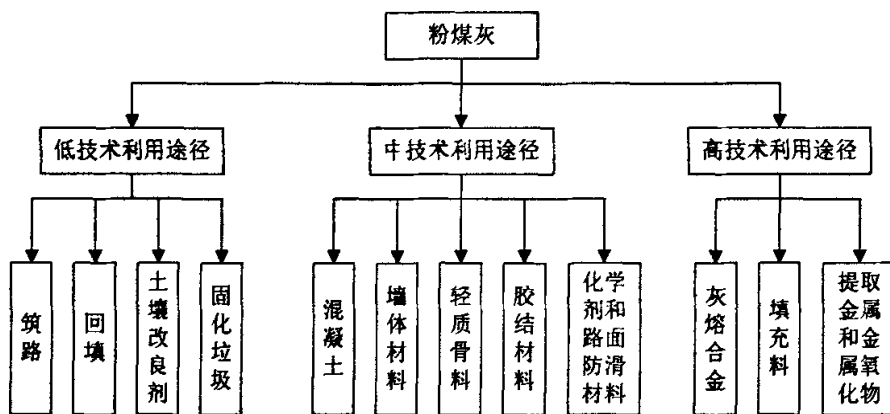 粉煤灰
低技术利用途径
中技术利用途径
高技术利用途径
筑路
回填
土壤改良剂
固化垃圾
混凝土
墙体材料
轻质骨料
胶结材料
化学剂和路面防滑材料
灰熔合金
填充料
提取金属和金属氧化物